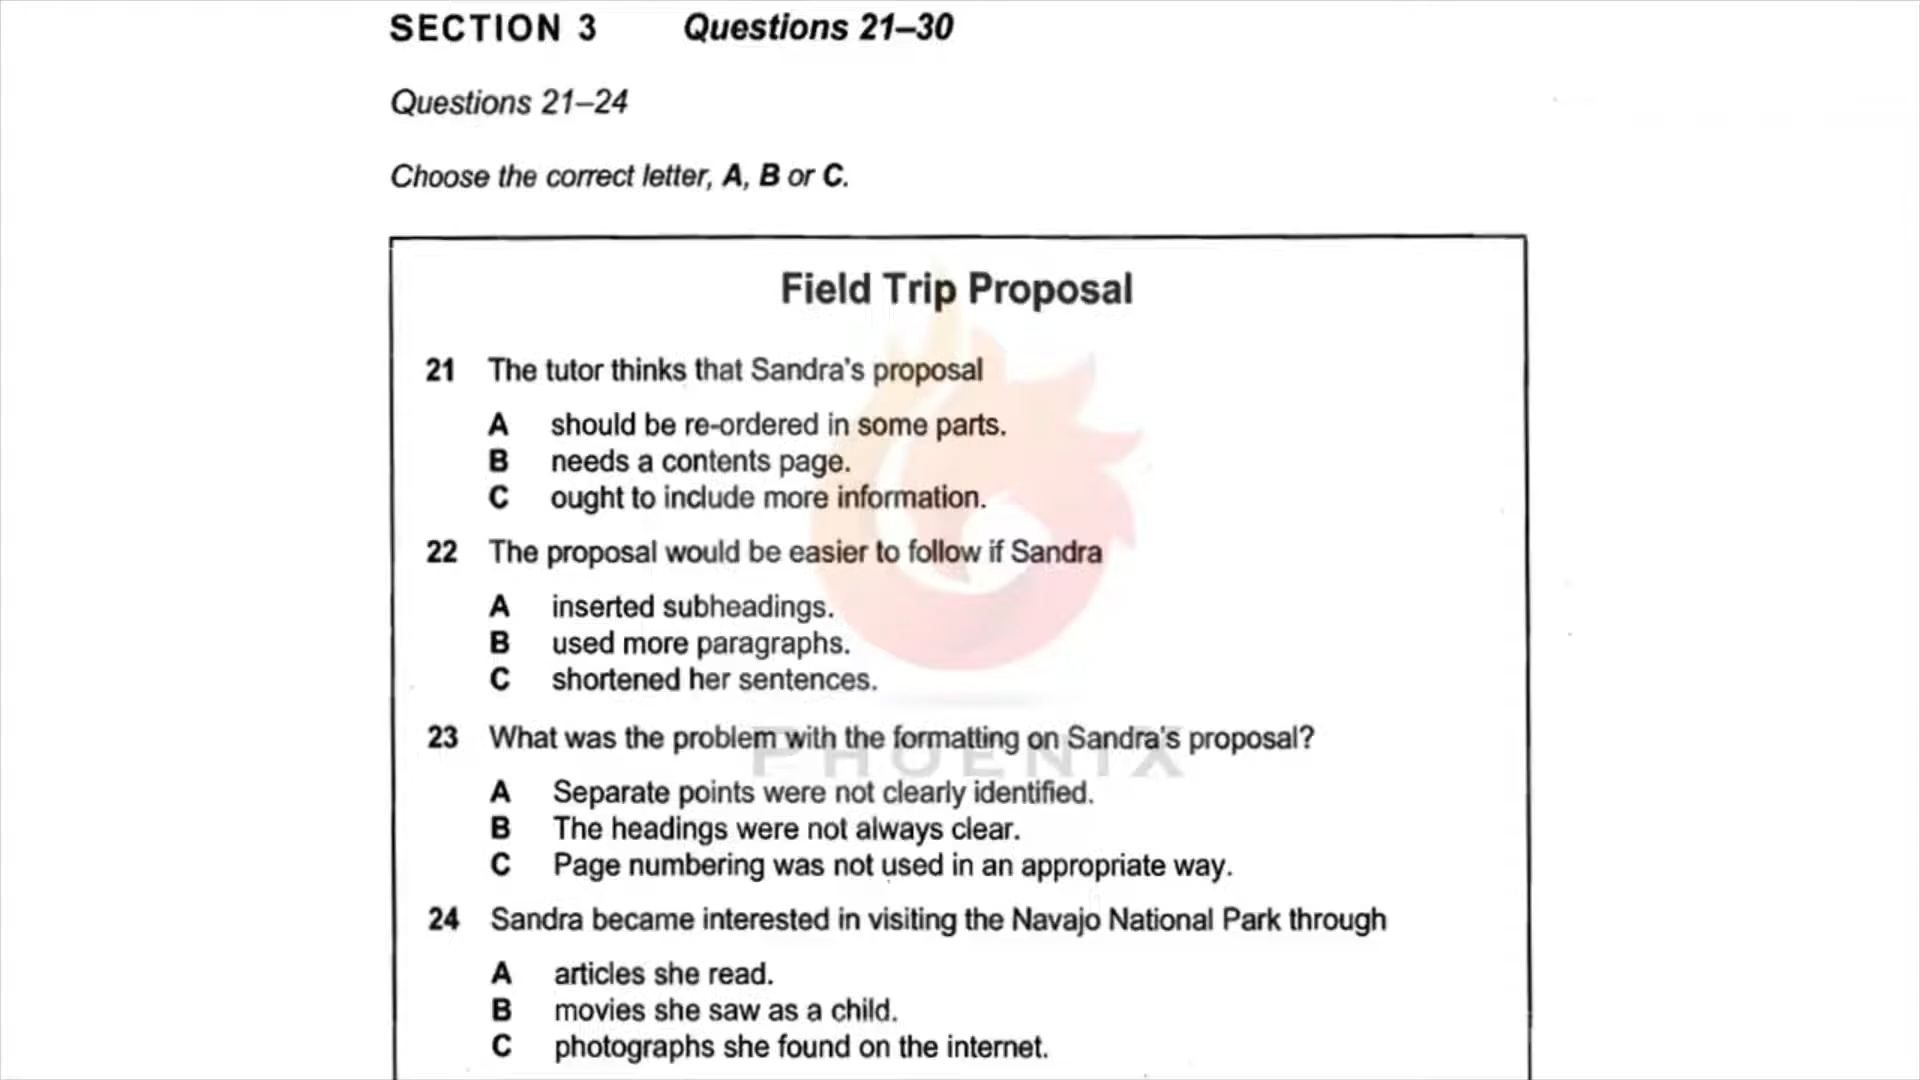 SECTION 3 Questions 21–30
Questions 21–24
Choose the correct letter, A, B or C.
Field Trip Proposal
21 The tutor thinks that Sandra's proposal
A should be re-ordered in some parts.
B needs a contents page.
C ought to include more information.
22 The proposal would be easier to follow if Sandra
A inserted subheadings.
B used more paragraphs.
C shortened her sentences.
PHOENIX
23 What was the problem with the formatting on Sandra's proposal?
A Separate points were not clearly identified.
B The headings were not always clear.
C Page numbering was not used in an appropriate way.
24 Sandra became interested in visiting the Navajo National Park through
A articles she read.
B movies she saw as a child.
C photographs she found on the internet.